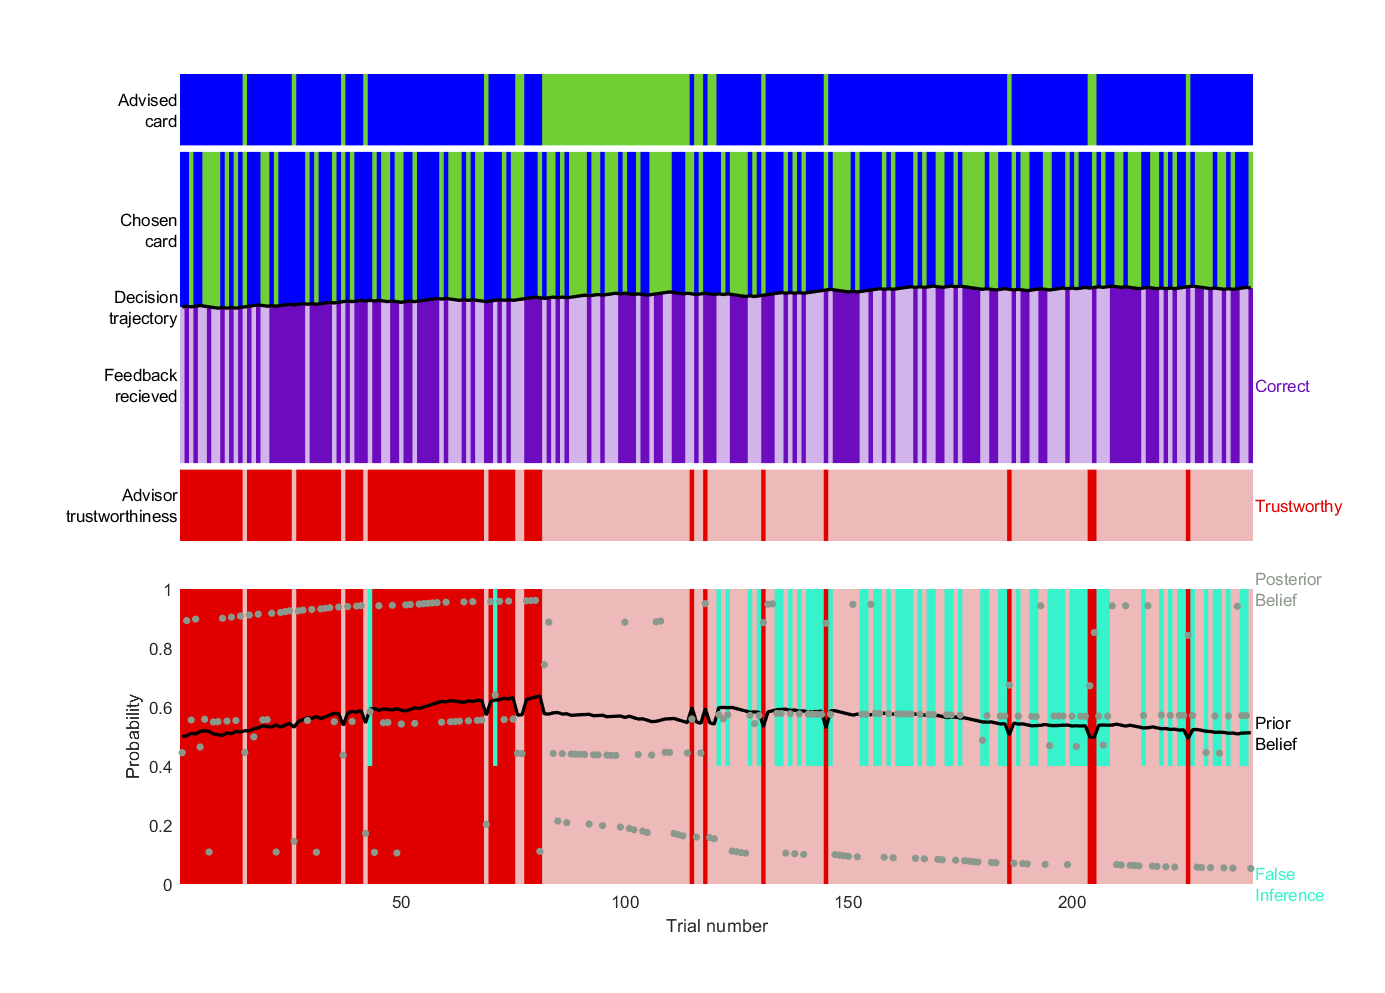 Advised
card
Chosen
card
Decision
trajectory
Feedback
recieved
Correct
Advisor
trustworthiness
Trustworthy
Posterior
Belief
1
0.8
0.6
0.4
0.2
0
Probability
Prior
Belief
False
Inference
50
100
150
200
Trial number